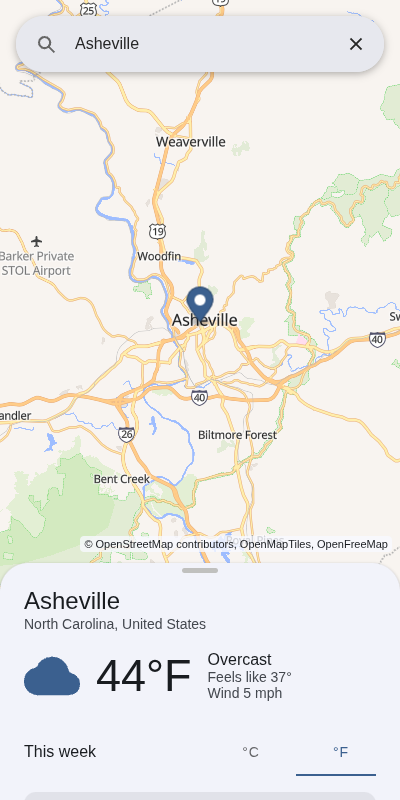 25
19
Asheville
Weaverville
19
Woodfin
Barker Private
STOL Airport
Asheville
40
andler
40
26
Biltmore Forest
Bent Creek
© OpenStreetMap contributors, OpenMapTiles, OpenFreeMap
Asheville
North Carolina, United States
44°F
Overcast
Feels like 37°
Wind 5 mph
This week
°C
°F